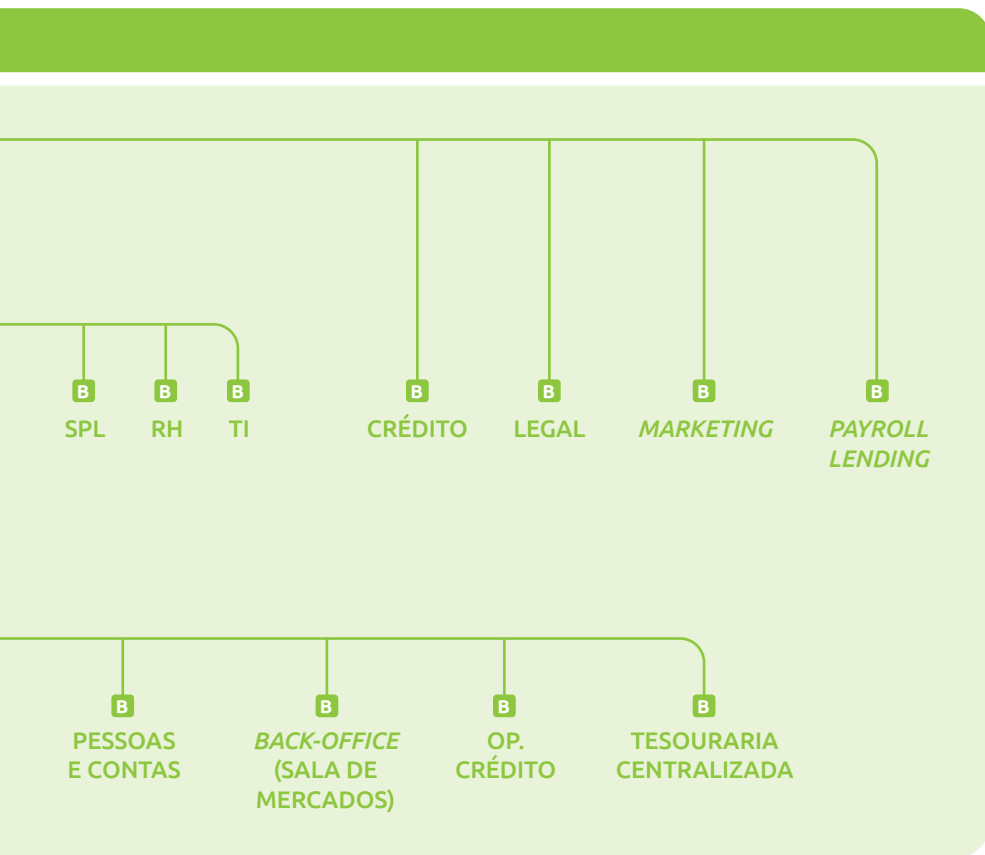 B B B B B B B
SPL RH TI CRÉDITO LEGAL MARKETING PAYROLL
LENDING
B B B B
PESSOAS BACK-OFFICE OP. TESOURARIA
E CONTAS (SALA DE CRÉDITO CENTRALIZADA
MERCADOS)